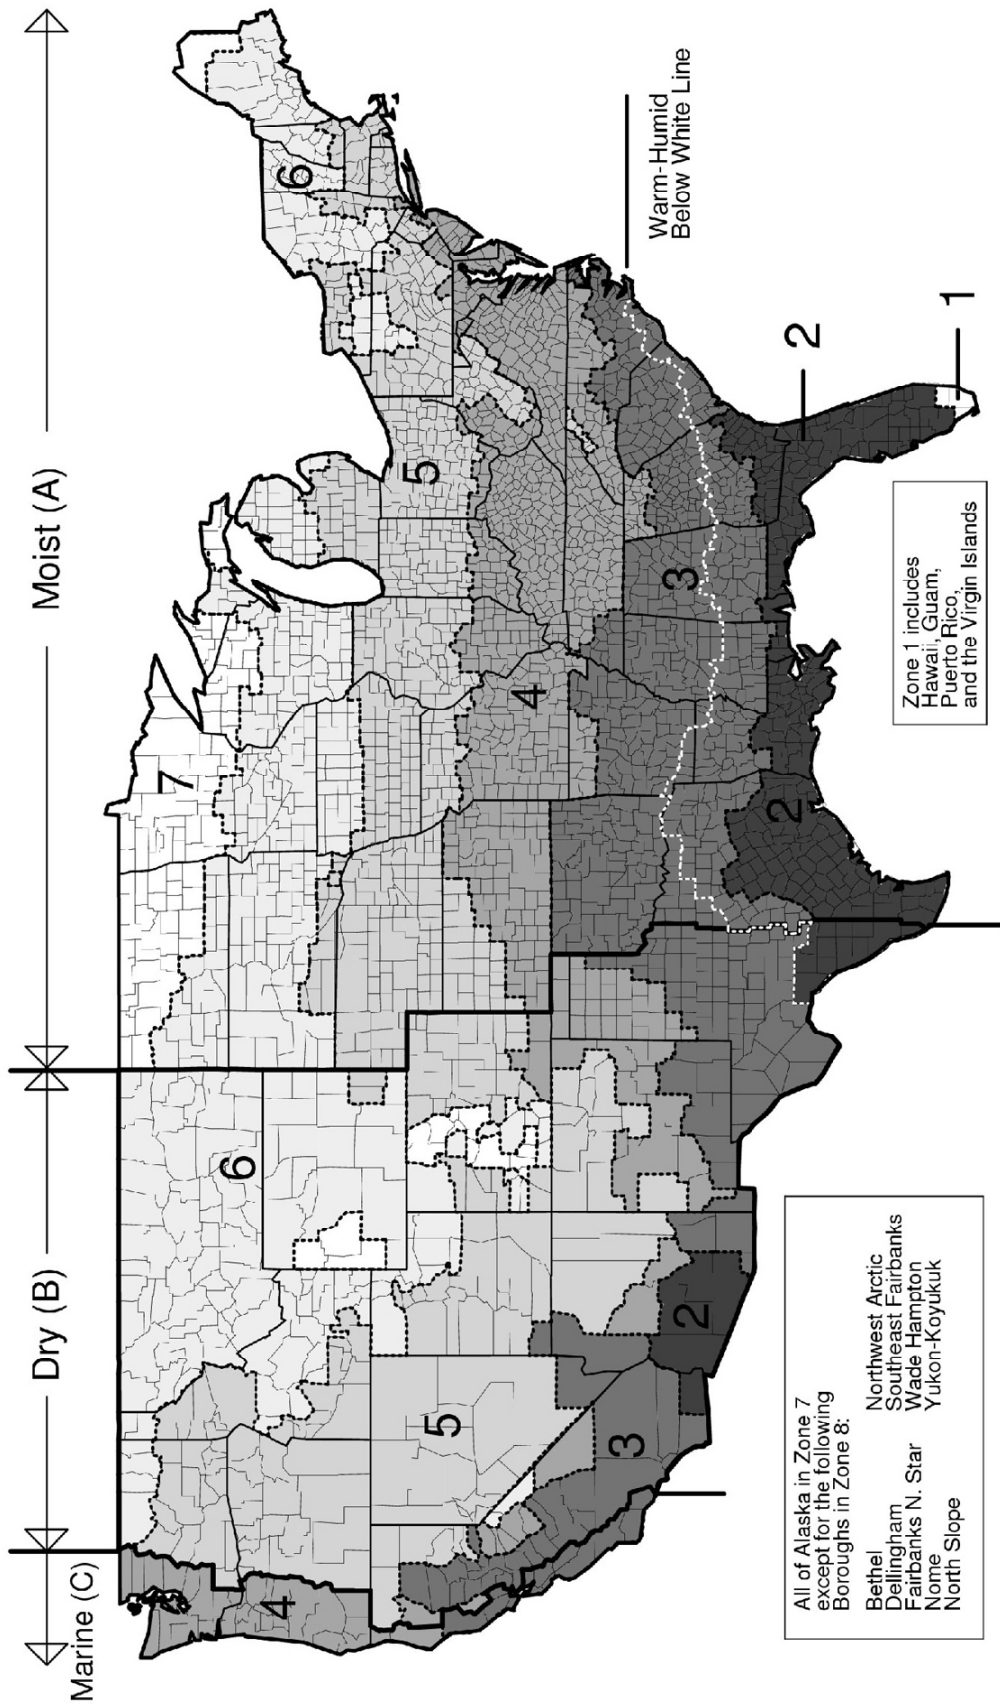 Marine (C)
Dry (B)
Moist (A)
7
6
6
5
5
4
4
3
3
2
2
2
1
Warm-Humid
Below White Line
All of Alaska in Zone 7
except for the following
Boroughs in Zone 8:
Bethel
Dellingham
Fairbanks N. Star
Nome
North Slope
Northwest Arctic
Southeast Fairbanks
Wade Hampton
Yukon-Koyukuk
Zone 1 includes
Hawaii, Guam,
Puerto Rico,
and the Virgin Islands